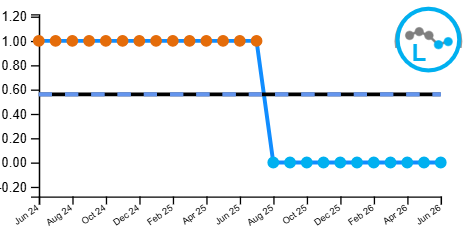 1.20
1.00
0.80
0.60
0.40
0.20
0.00
-0.20
Jun 24
Aug 24
Oct 24
Dec 24
Feb 25
Apr 25
Jun 25
Aug 25
Oct 25
Dec 25
Feb 26
Apr 26
Jun 26
L